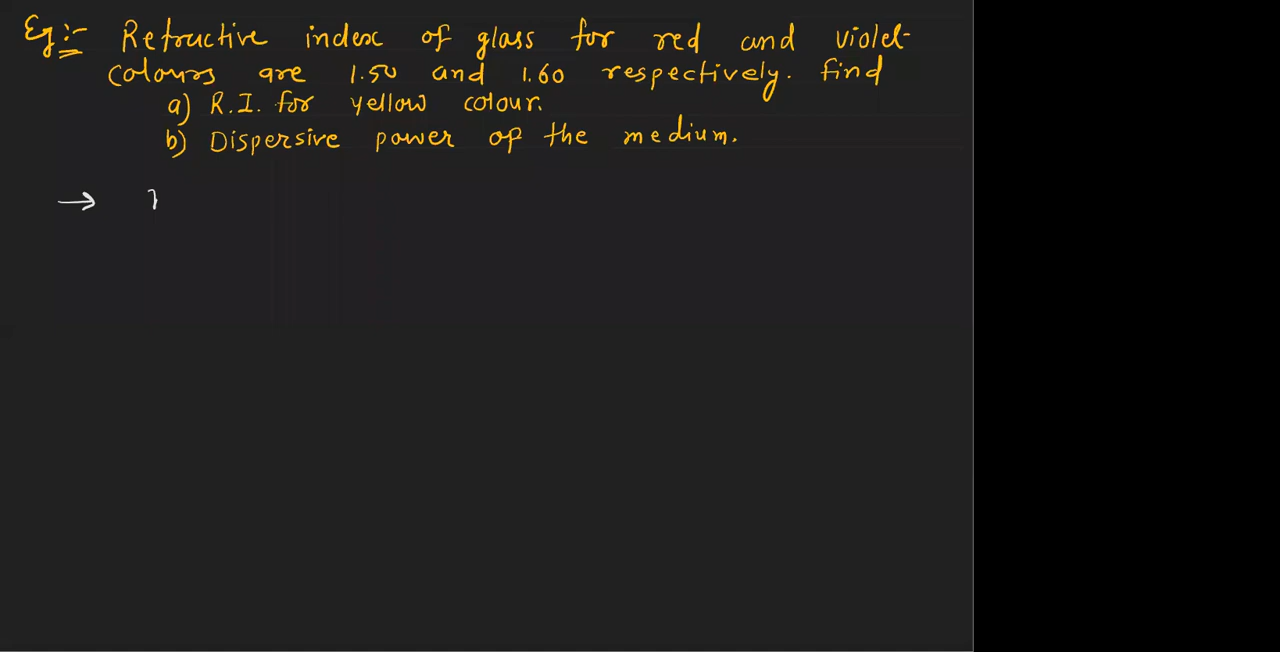 Eg:- Refractive index of glass for red and violet
colours are 1.50 and 1.60 respectively. find
a) R.I. for yellow colour.
b) Dispersive power of the medium.
→